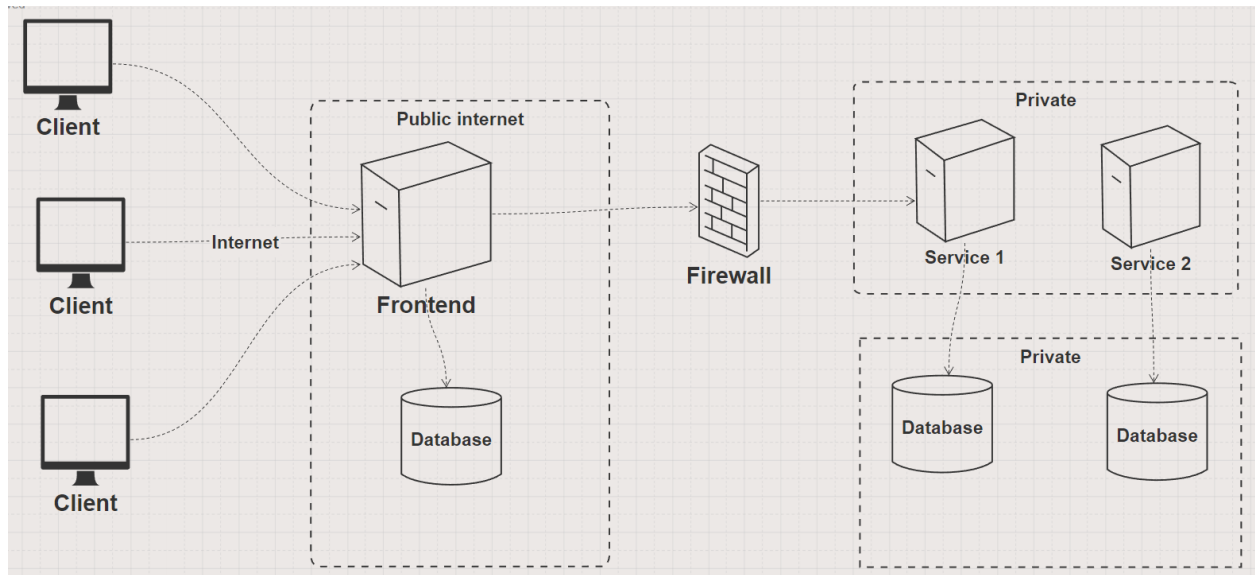 Client
Client
Client
Internet
Public internet
Frontend
Database
Firewall
Private
Service 1
Service 2
Private
Database
Database